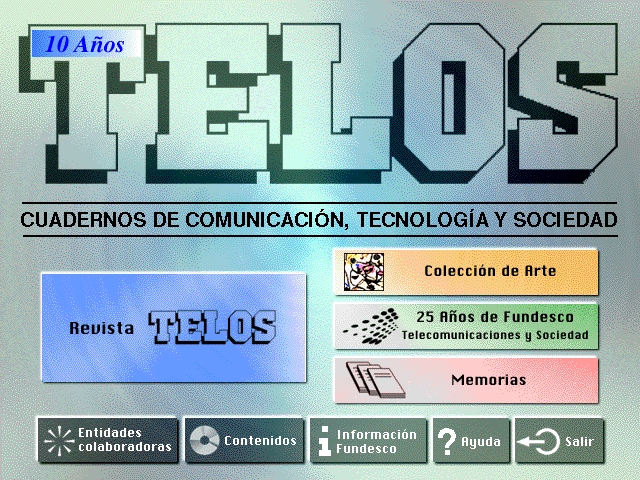 10 Años
TELOS
CUADERNOS DE COMUNICACIÓN, TECNOLOGÍA Y SOCIEDAD
Revista TELOS
Colección de Arte
25 Años de Fundesco
Telecomunicaciones y Sociedad
Memorias
Entidades
colaboradoras
Contenidos
Información
Fundesco
Ayuda
Salir